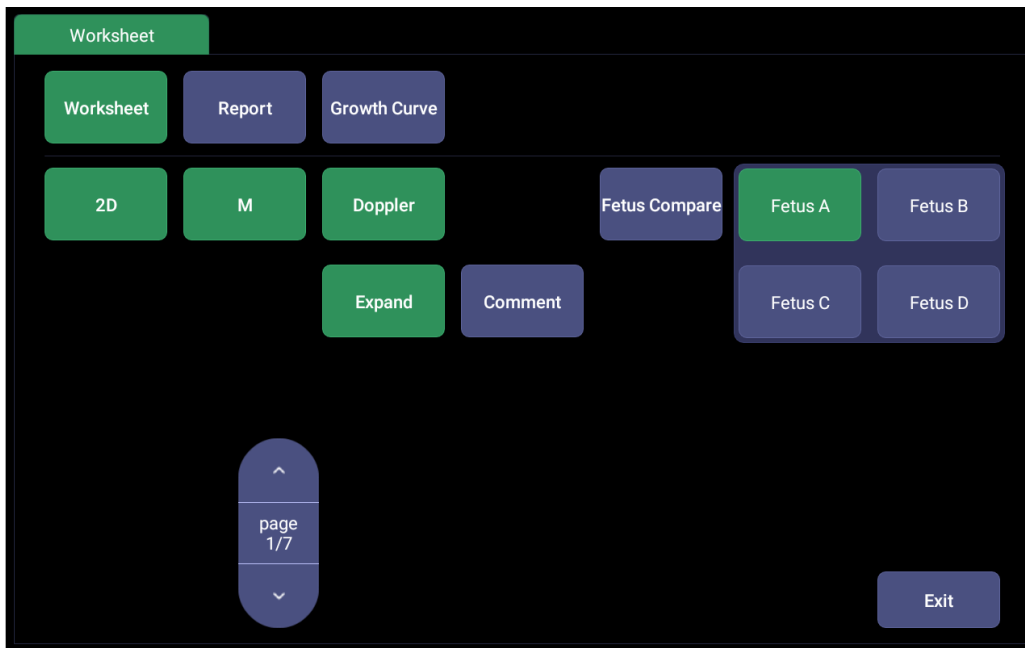 Worksheet
Worksheet
Report
Growth Curve
2D
M
Doppler
Fetus Compare
Fetus A
Fetus B
Expand
Comment
Fetus C
Fetus D
page
1/7
Exit